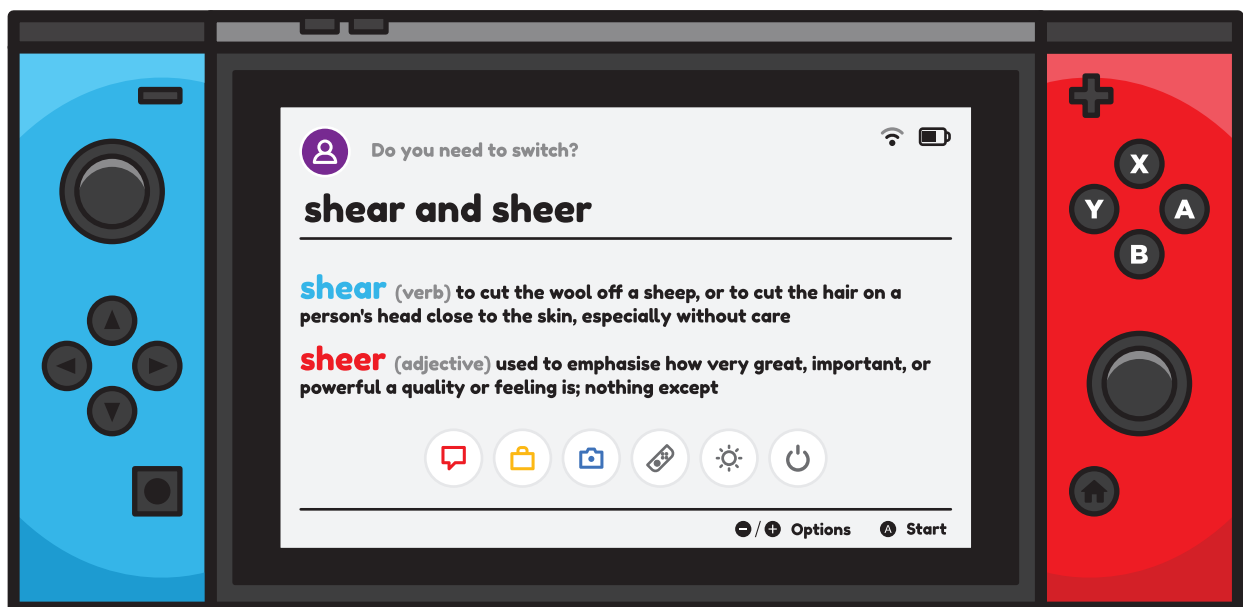 Do you need to switch?
shear and sheer
shear (verb) to cut the wool off a sheep, or to cut the hair on a
person's head close to the skin, especially without care
sheer (adjective) used to emphasise how very great, important, or
powerful a quality or feeling is; nothing except
X
Y A
B
-/+ Options A Start